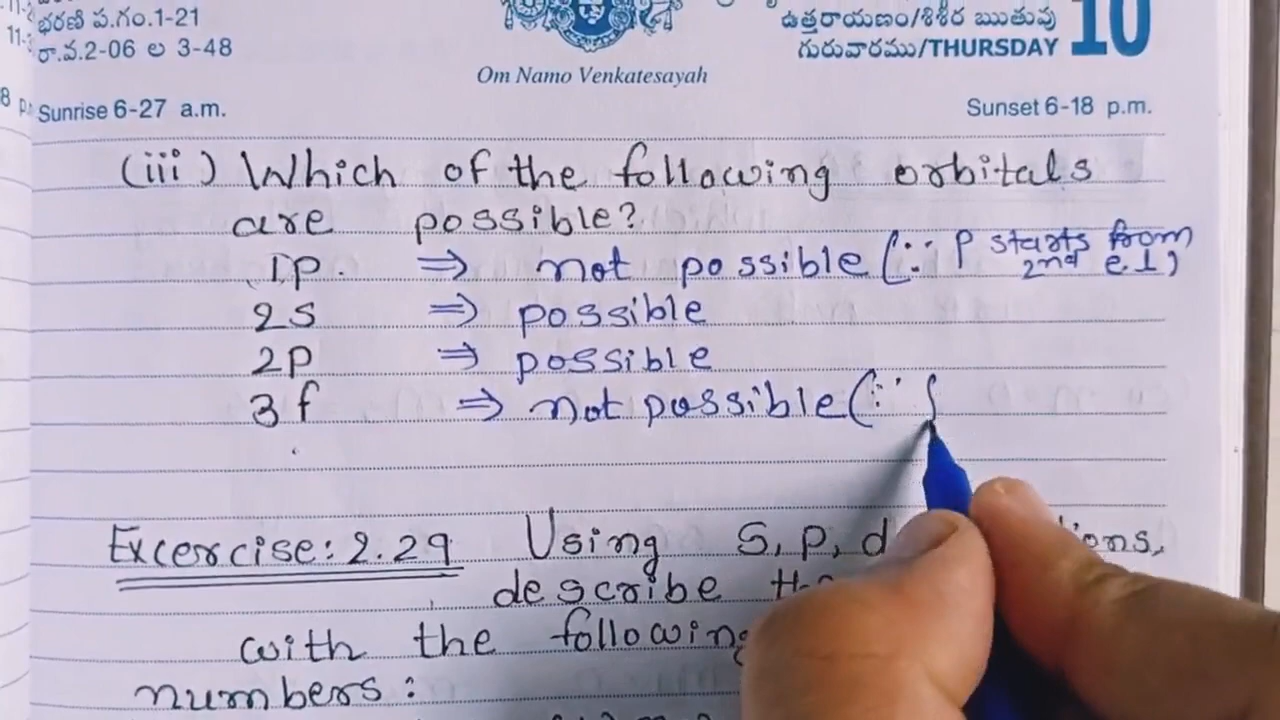 భరణి ప.గం.1-21
రా.వ.2-06 ల 3-48
ఉత్తరాయణం/శిశిర ఋతువు
గురువారము/THURSDAY 10
Om Namo Venkatesayah
Sunrise 6-27 a.m.
Sunset 6-18 p.m.
(iii) Which of the following orbitals
are possible?
1p. ⇒ not possible (∵ p starts from
2nd e.l)
2s ⇒ possible
2p ⇒ possible
3f ⇒ not possible (∵ f
Excercise: 2.29 Using s, p, d
describe
with the following
numbers: